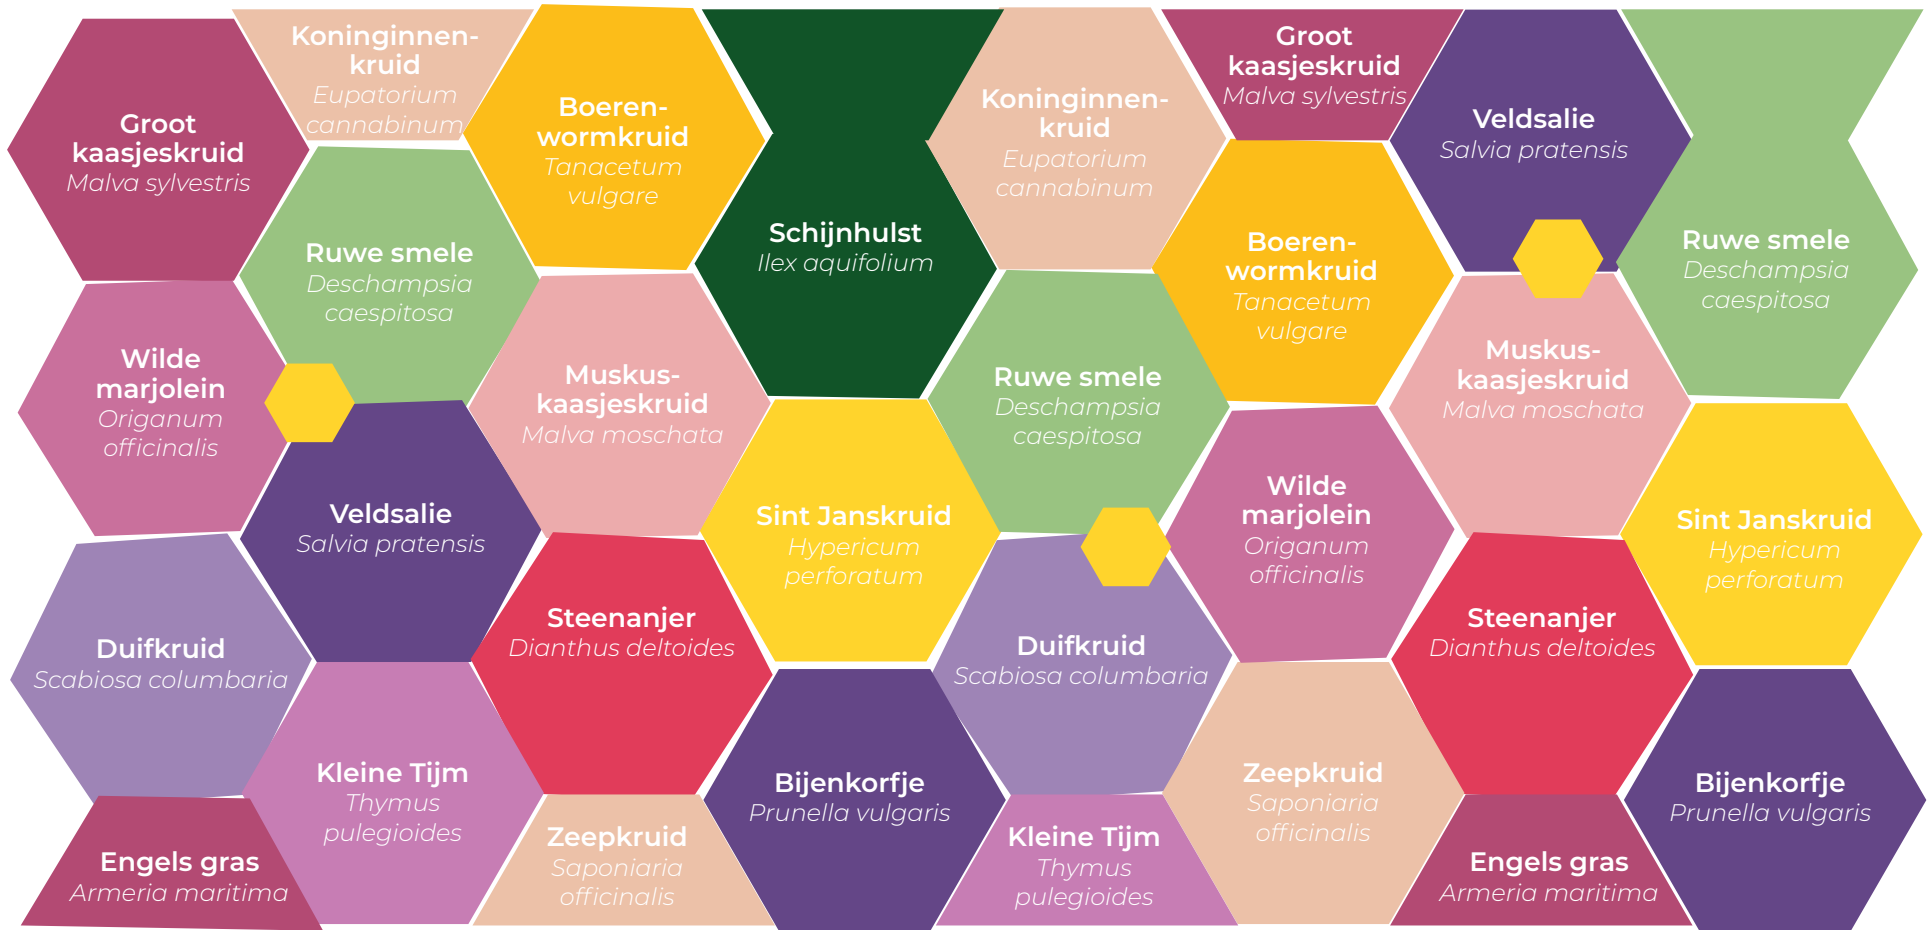 Groot
kaasjeskruid
Malva sylvestris
Koninginnen-
kruid
Eupatorium
cannabinum
Boeren-
wormkruid
Tanacetum
vulgare
Schijnhulst
Ilex aquifolium
Koninginnen-
kruid
Eupatorium
cannabinum
Groot
kaasjeskruid
Malva sylvestris
Veldsalie
Salvia pratensis
Ruwe smele
Deschampsia
caespitosa
Ruwe smele
Deschampsia
caespitosa
Boeren-
wormkruid
Tanacetum
vulgare
Wilde
marjolein
Origanum
officinalis
Muskus-
kaasjeskruid
Malva moschata
Ruwe smele
Deschampsia
caespitosa
Muskus-
kaasjeskruid
Malva moschata
Veldsalie
Salvia pratensis
Sint Janskruid
Hypericum
perforatum
Wilde
marjolein
Origanum
officinalis
Sint Janskruid
Hypericum
perforatum
Duifkruid
Scabiosa columbaria
Steenanjer
Dianthus deltoides
Duifkruid
Scabiosa columbaria
Steenanjer
Dianthus deltoides
Kleine Tijm
Thymus
pulegioides
Bijenkorfje
Prunella vulgaris
Zeepkruid
Saponiaria
officinalis
Bijenkorfje
Prunella vulgaris
Engels gras
Armeria maritima
Zeepkruid
Saponiaria
officinalis
Kleine Tijm
Thymus
pulegioides
Engels gras
Armeria maritima